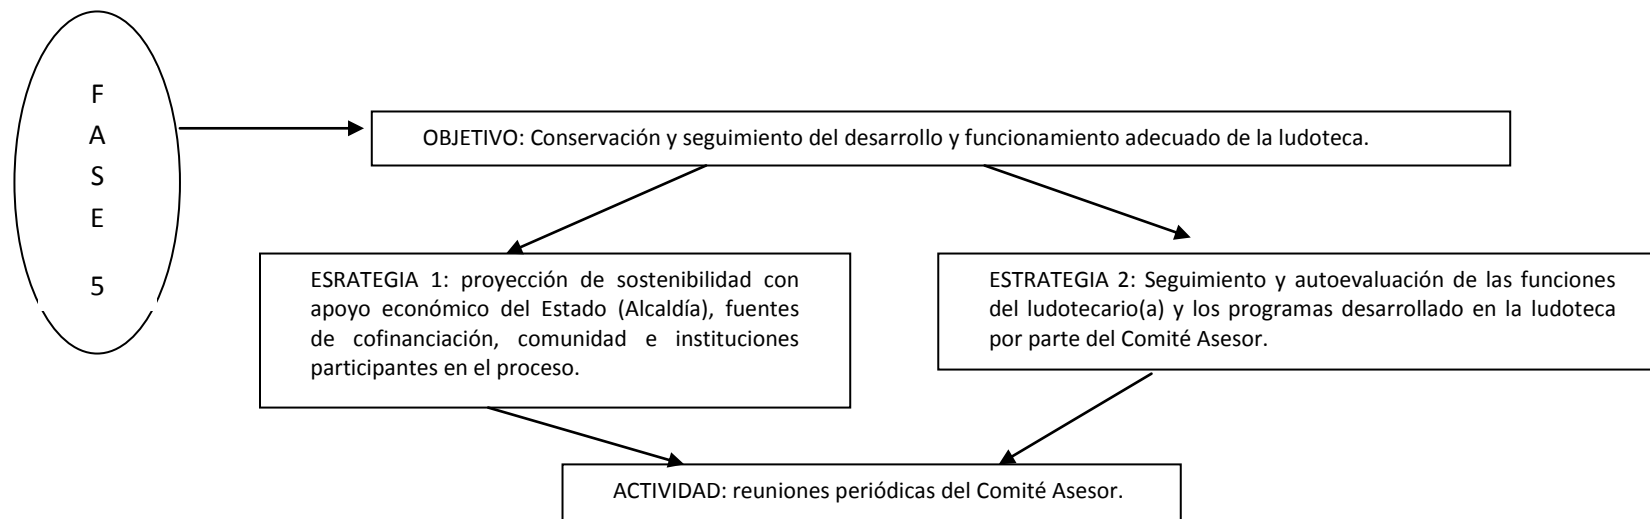 F
A
S
E
5
OBJETIVO: Conservación y seguimiento del desarrollo y funcionamiento adecuado de la ludoteca.
ESRATEGIA 1: proyección de sostenibilidad con
apoyo económico del Estado (Alcaldía), fuentes
de cofinanciación, comunidad e instituciones
participantes en el proceso.
ESTRATEGIA 2: Seguimiento y autoevaluación de las funciones
del ludotecario(a) y los programas desarrollado en la ludoteca
por parte del Comité Asesor.
ACTIVIDAD: reuniones periódicas del Comité Asesor.